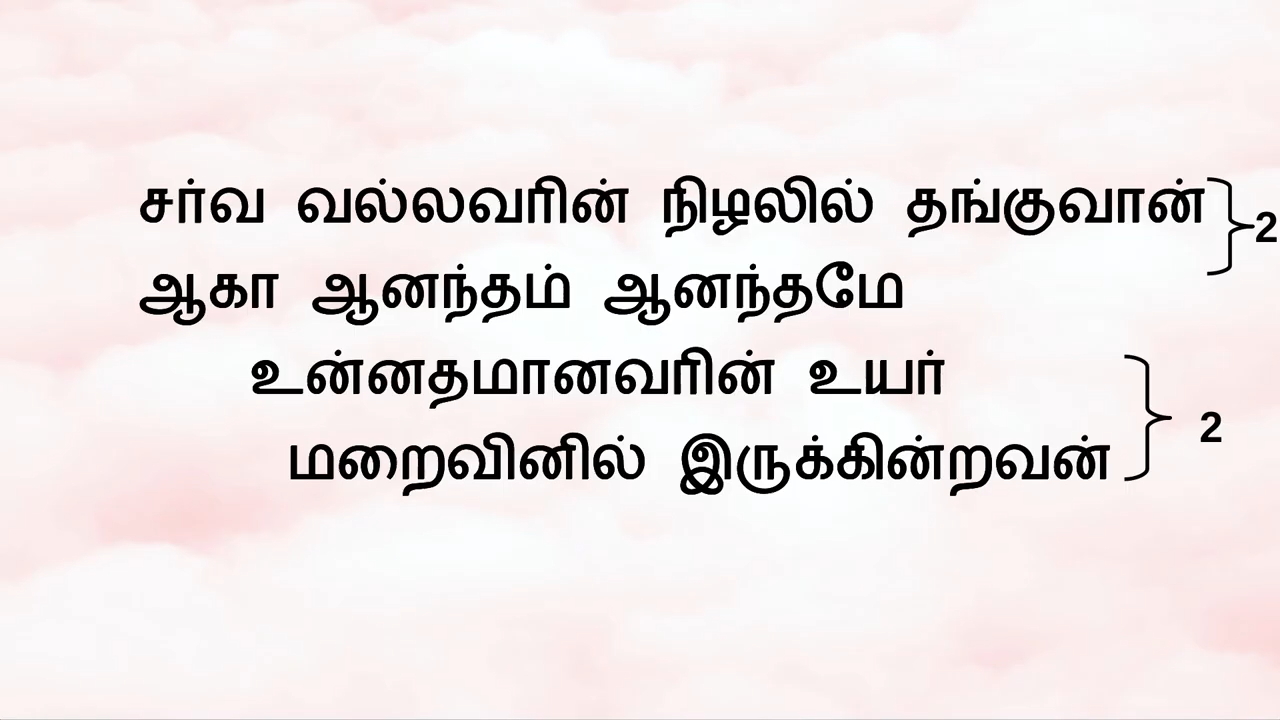 சர்வ வல்லவரின் நிழலில் தங்குவான் } 2
ஆகா ஆனந்தம் ஆனந்தமே
உன்னதமானவரின் உயர்
மறைவினில் இருக்கின்றவன் } 2